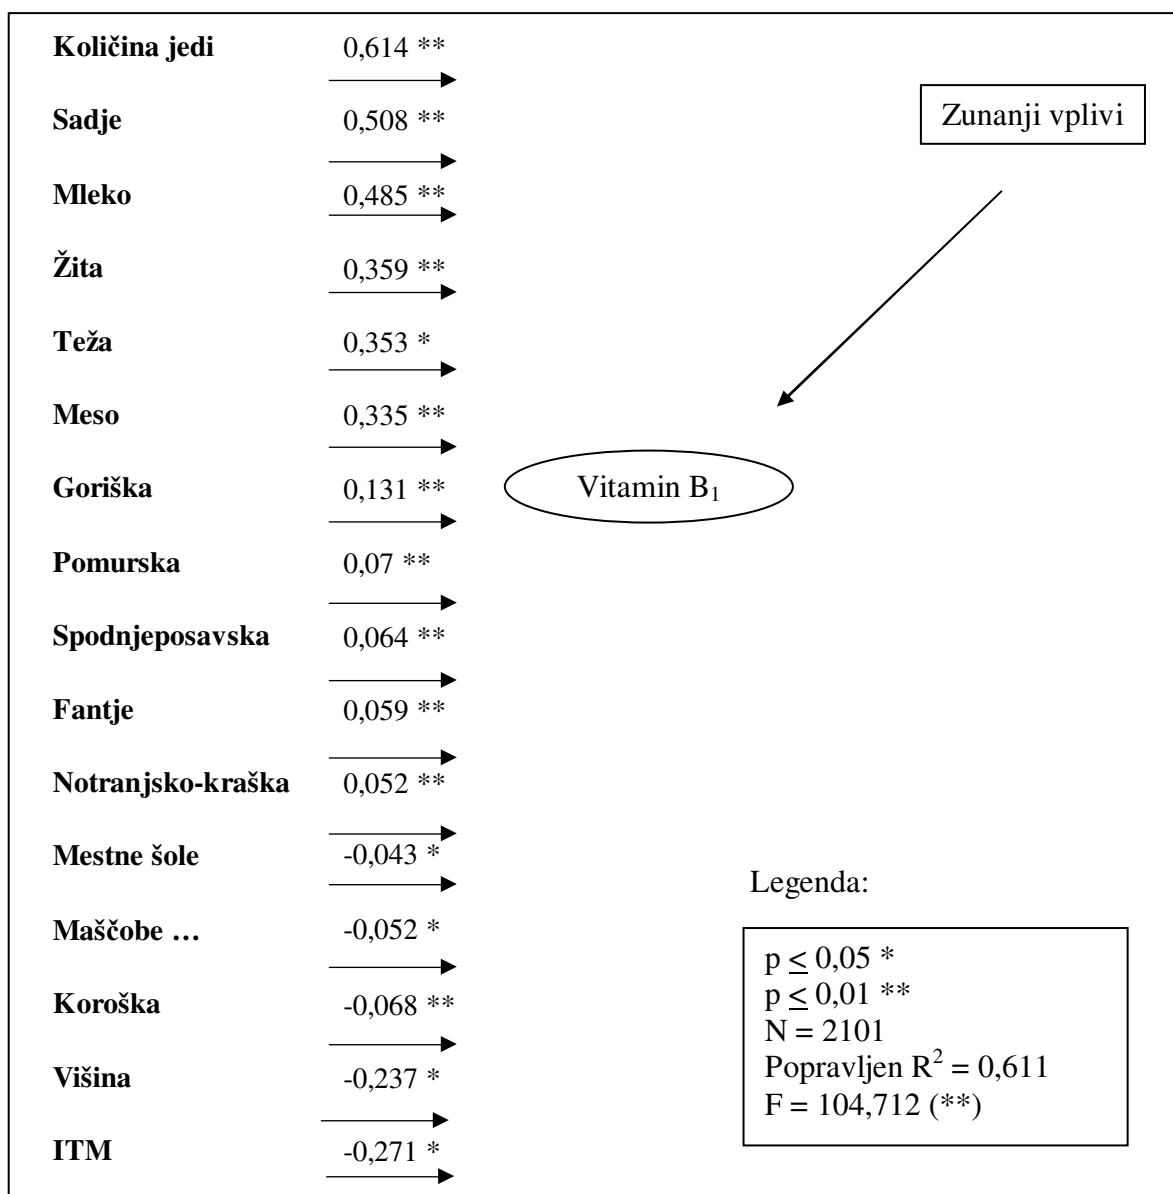 Količina jedi 0,614 **
Sadje 0,508 **
Zunanji vplivi
Mleko 0,485 **
Žita 0,359 **
Teža 0,353 *
Meso 0,335 **
Goriška 0,131 **
Vitamin B₁
Pomurska 0,07 **
Spodnjeposavska 0,064 **
Fantje 0,059 **
Notranjsko-kraška 0,052 **
Mestne šole -0,043 *
Maščobe … -0,052 *
Koroška -0,068 **
Višina -0,237 *
ITM -0,271 *
Legenda:
p ≤ 0,05 *
p ≤ 0,01 **
N = 2101
Popravljen R² = 0,611
F = 104,712 (**)